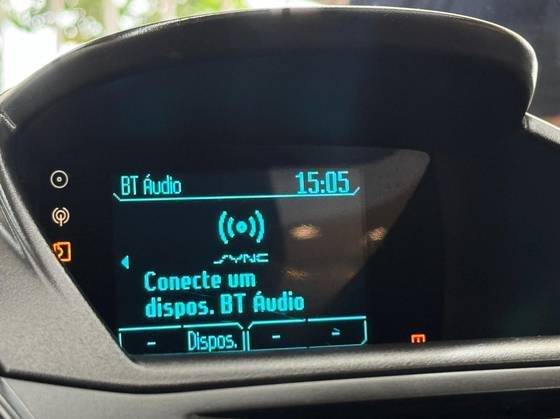 BT Áudio 15:05
SYNC
Conecte um
dispos. BT Áudio
Dispos.